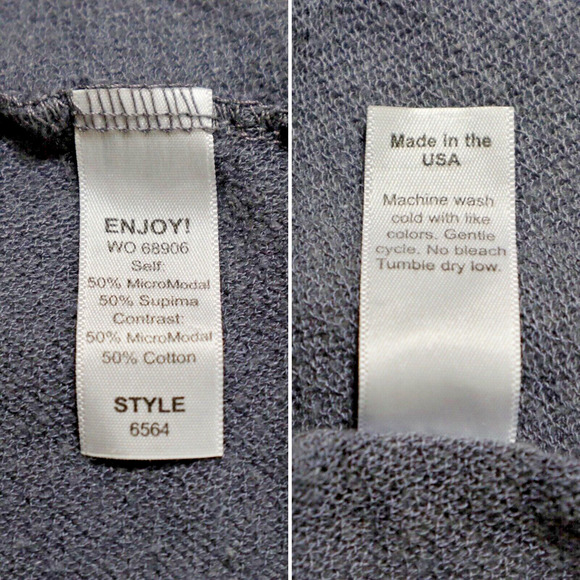 ENJOY!
WO 68906
Self:
50% MicroModal
50% Supima
Contrast:
50% MicroModal
50% Cotton
STYLE
6564
Made in the
USA
Machine wash
cold with like
colors. Gentle
cycle. No bleach
Tumble dry low.